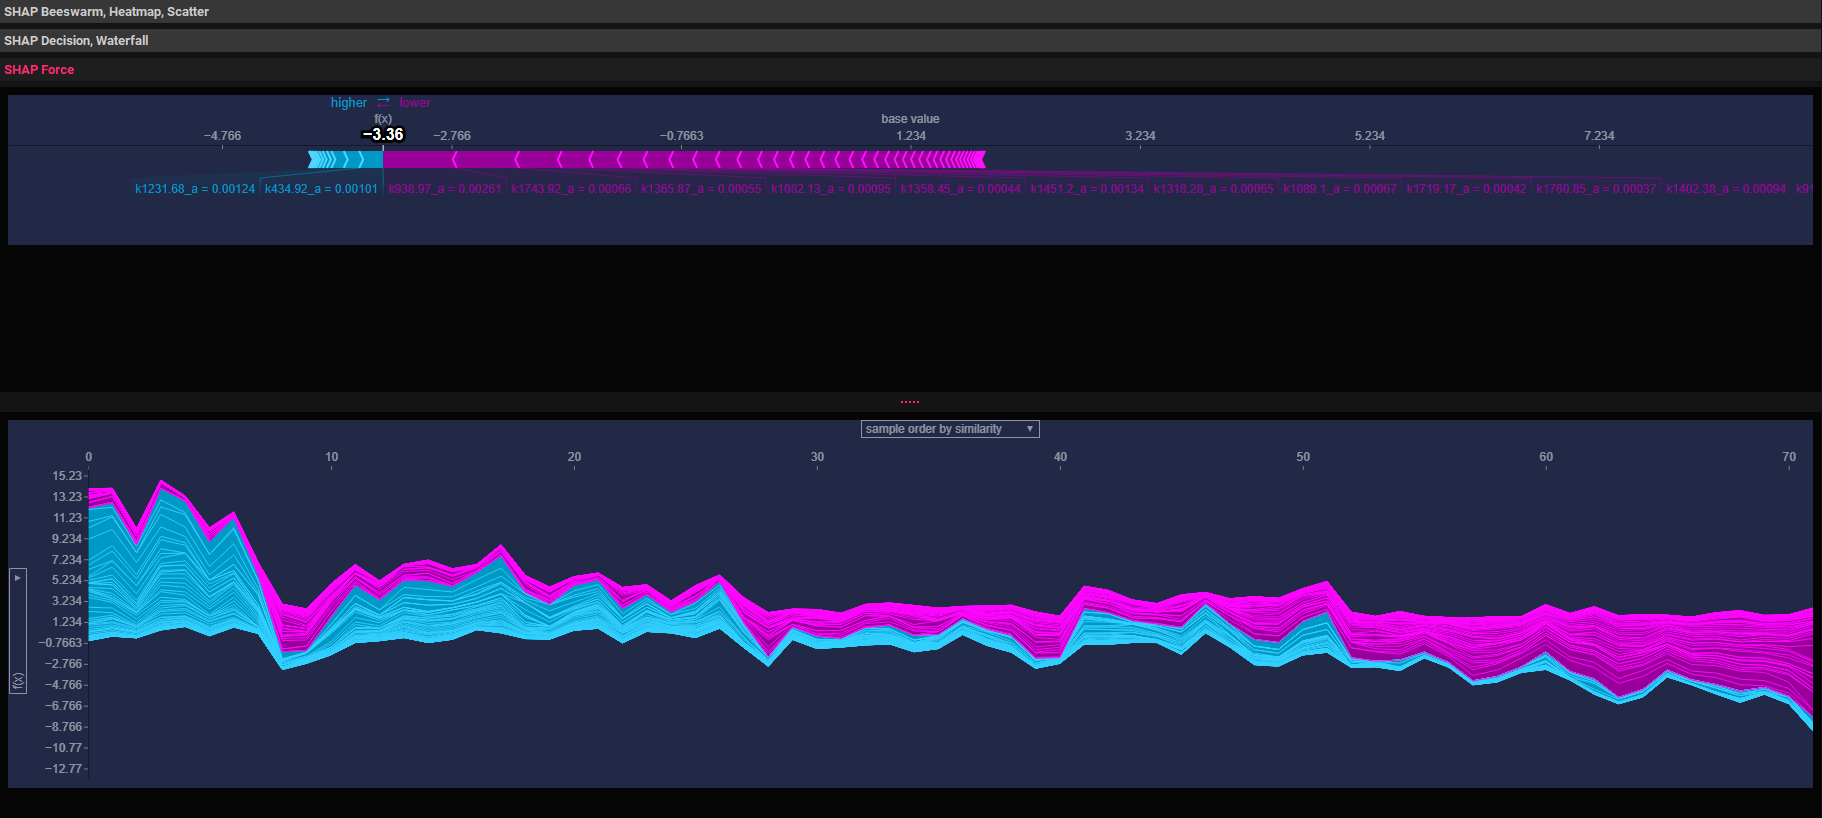 SHAP Beeswarm, Heatmap, Scatter
SHAP Decision, Waterfall
SHAP Force
higher ⇄ lower
f(x) base value
−4.766 −3.36 −2.766 −0.7663 1.234 3.234 5.234 7.234
k1231.68_a = 0.00124 k434.92_a = 0.00101 k938.97_a = 0.00261 k1743.92_a = 0.00066 k1365.87_a = 0.00055 k1082.13_a = 0.00095 k1358.45_a = 0.00044 k1451.2_a = 0.00134 k1318.28_a = 0.00065 k1089.1_a = 0.00067 k1719.17_a = 0.00042 k1760.85_a = 0.00037 k1402.38_a = 0.00094 k91
sample order by similarity ▼
0 10 20 30 40 50 60 70
15.23
13.23
11.23
9.234
7.234
5.234
3.234
1.234
−0.7663
−2.766
−4.766
−6.766
−8.766
−10.77
−12.77
f(x)